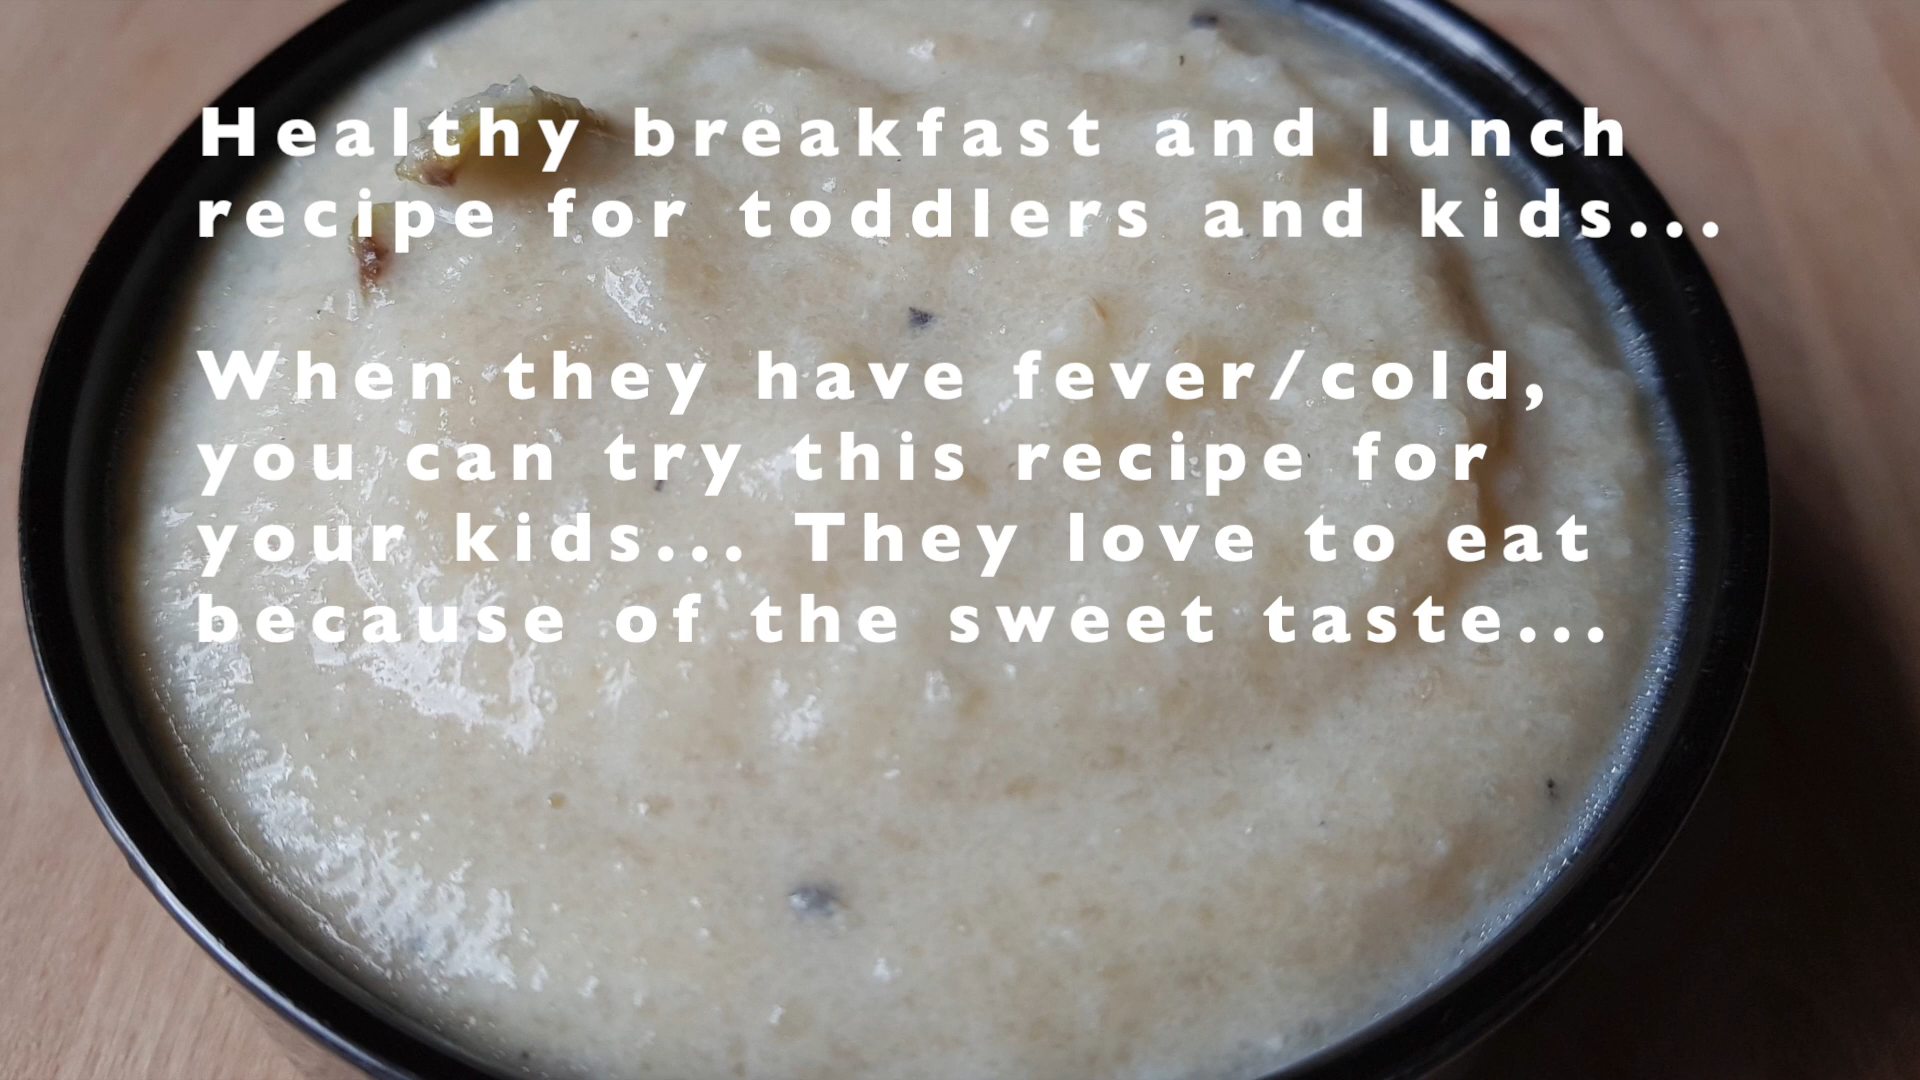 Healthy breakfast and lunch
recipe for toddlers and kids...
When they have fever/cold,
you can try this recipe for
your kids... They love to eat
because of the sweet taste...